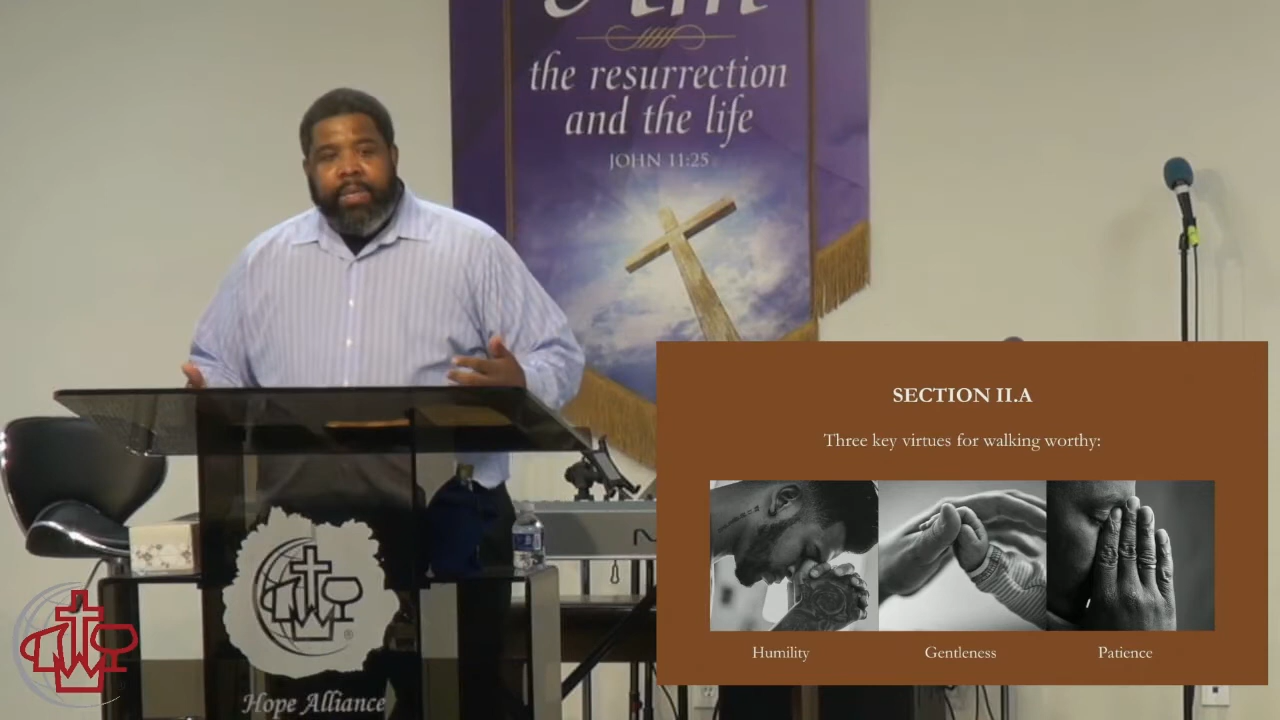 the resurrection
and the life
JOHN 11:25
SECTION II.A
Three key virtues for walking worthy:
Humility
Gentleness
Patience
Hope Alliance